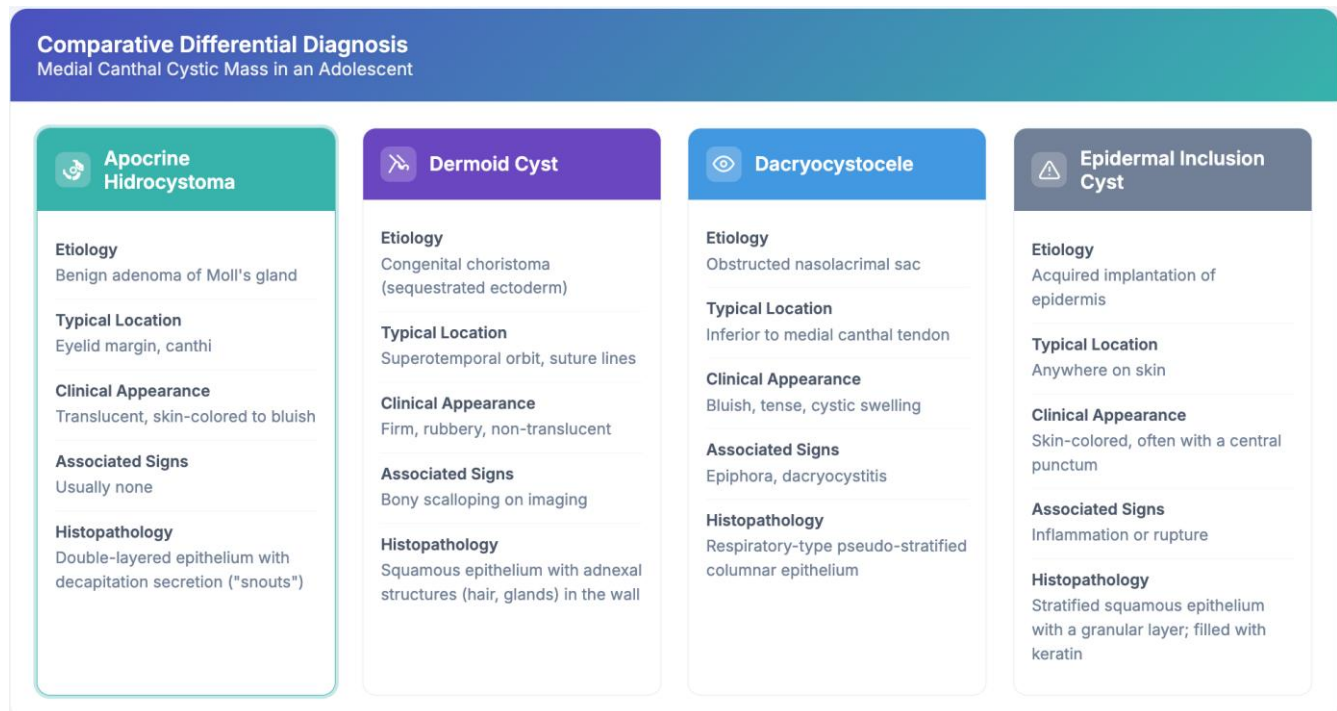 Comparative Differential Diagnosis
Medial Canthal Cystic Mass in an Adolescent
Apocrine
Hidrocystoma
Etiology
Benign adenoma of Moll's gland
Typical Location
Eyelid margin, canthi
Clinical Appearance
Translucent, skin-colored to bluish
Associated Signs
Usually none
Histopathology
Double-layered epithelium with
decapitation secretion ("snouts")
Dermoid Cyst
Etiology
Congenital choristoma
(sequestrated ectoderm)
Typical Location
Superotemporal orbit, suture lines
Clinical Appearance
Firm, rubbery, non-translucent
Associated Signs
Bony scalloping on imaging
Histopathology
Squamous epithelium with adnexal
structures (hair, glands) in the wall
Dacryocystocele
Etiology
Obstructed nasolacrimal sac
Typical Location
Inferior to medial canthal tendon
Clinical Appearance
Bluish, tense, cystic swelling
Associated Signs
Epiphora, dacryocystitis
Histopathology
Respiratory-type pseudo-stratified
columnar epithelium
Epidermal Inclusion
Cyst
Etiology
Acquired implantation of
epidermis
Typical Location
Anywhere on skin
Clinical Appearance
Skin-colored, often with a central
punctum
Associated Signs
Inflammation or rupture
Histopathology
Stratified squamous epithelium
with a granular layer; filled with
keratin